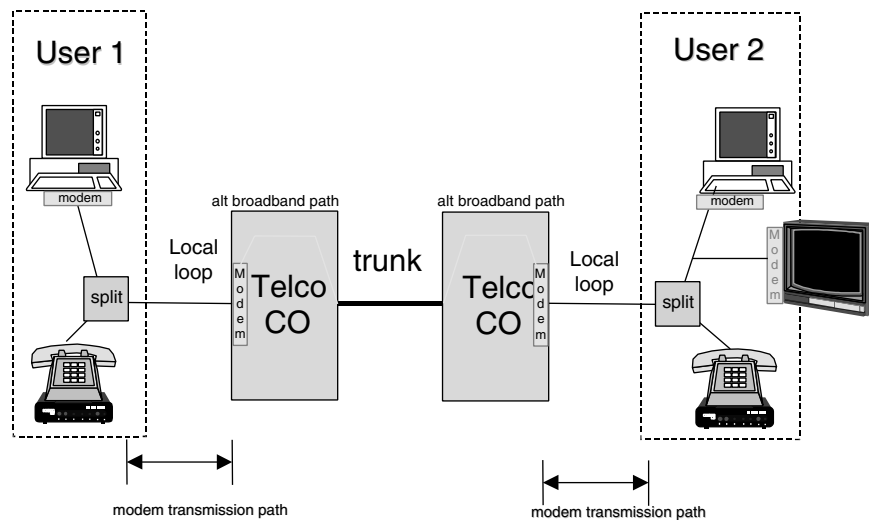 User 1
User 2
modem
modem
alt broadband path
alt broadband path
Local
loop
trunk
Local
loop
Modem
Modem
Modem
split
split
Telco
CO
Telco
CO
modem transmission path
modem transmission path